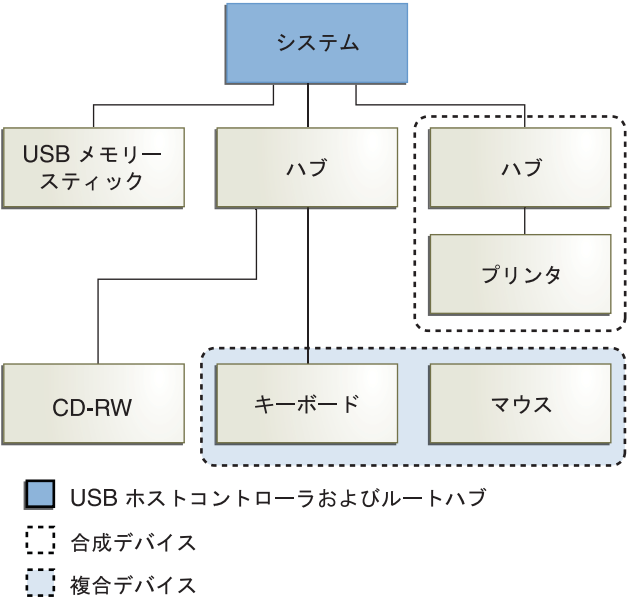 システム
USB メモリー
スティック
ハブ
ハブ
プリンタ
CD-RW
キーボード
マウス
USB ホストコントローラおよびルートハブ
合成デバイス
複合デバイス